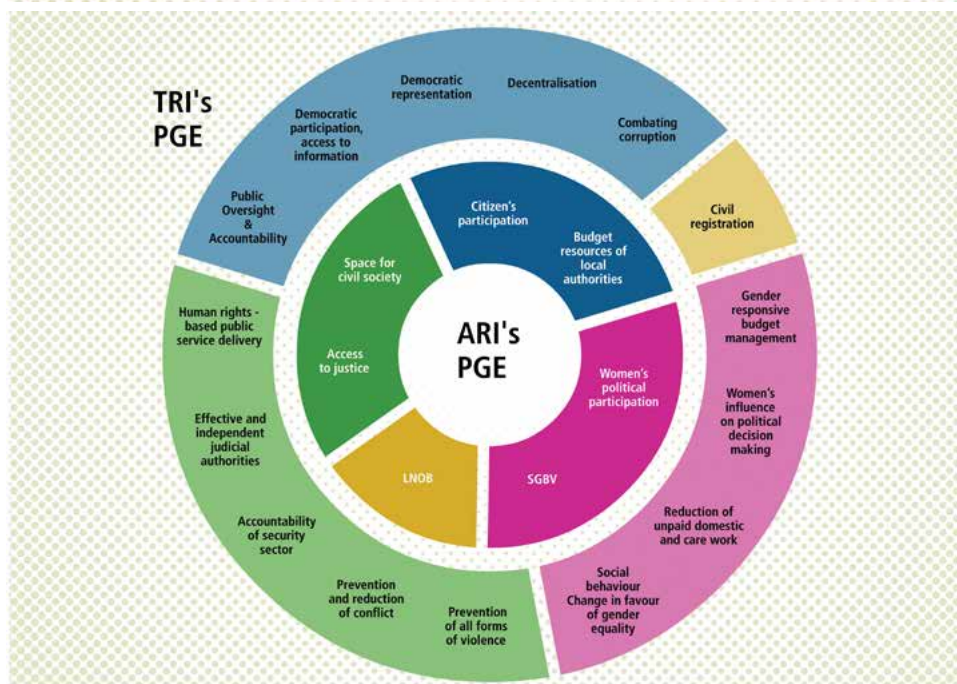 TRI's
PGE
Public
Oversight
&
Accountability
Democratic
participation,
access to
information
Democratic
representation
Decentralisation
Combating
corruption
Civil
registration
Gender
responsive
budget
management
Women's
influence
on political
decision
making
Reduction of
unpaid domestic
and care work
Social
behaviour
Change in favour
of gender
equality
Prevention
of all forms
of violence
Prevention
and reduction
of conflict
Accountability
of security
sector
Effective and
independent
judicial
authorities
Human rights -
based public
service delivery
ARI's
PGE
Citizen's
participation
Budget
resources of
local
authorities
Women's
political
participation
SGBV
LNOB
Access
to justice
Space for
civil society